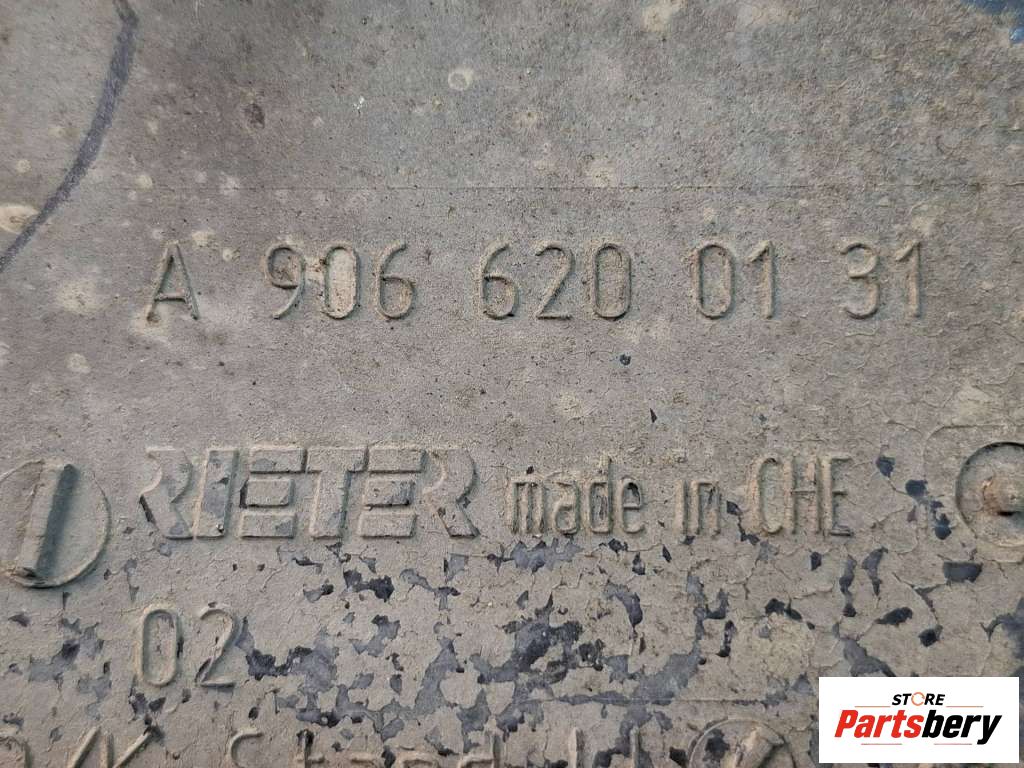 A 906 620 01 31
RIETER made in CHE
02
STORE
Partsbery